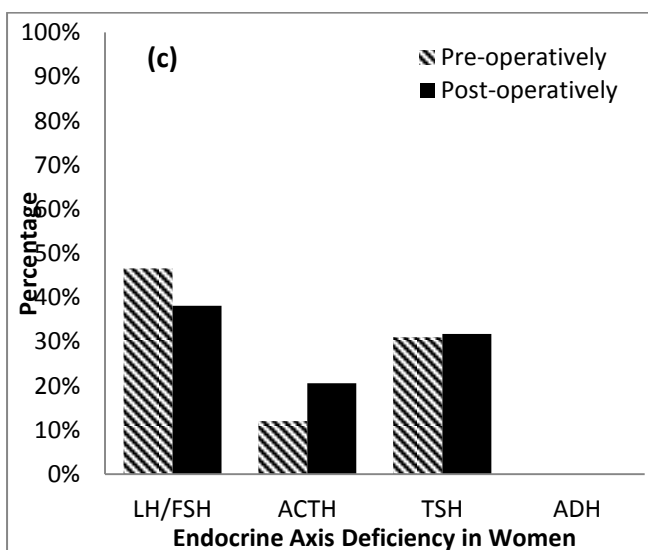 (c)
Pre-operatively
Post-operatively
100%
90%
80%
70%
60%
50%
40%
30%
20%
10%
0%
Percentage
LH/FSH ACTH TSH ADH
Endocrine Axis Deficiency in Women